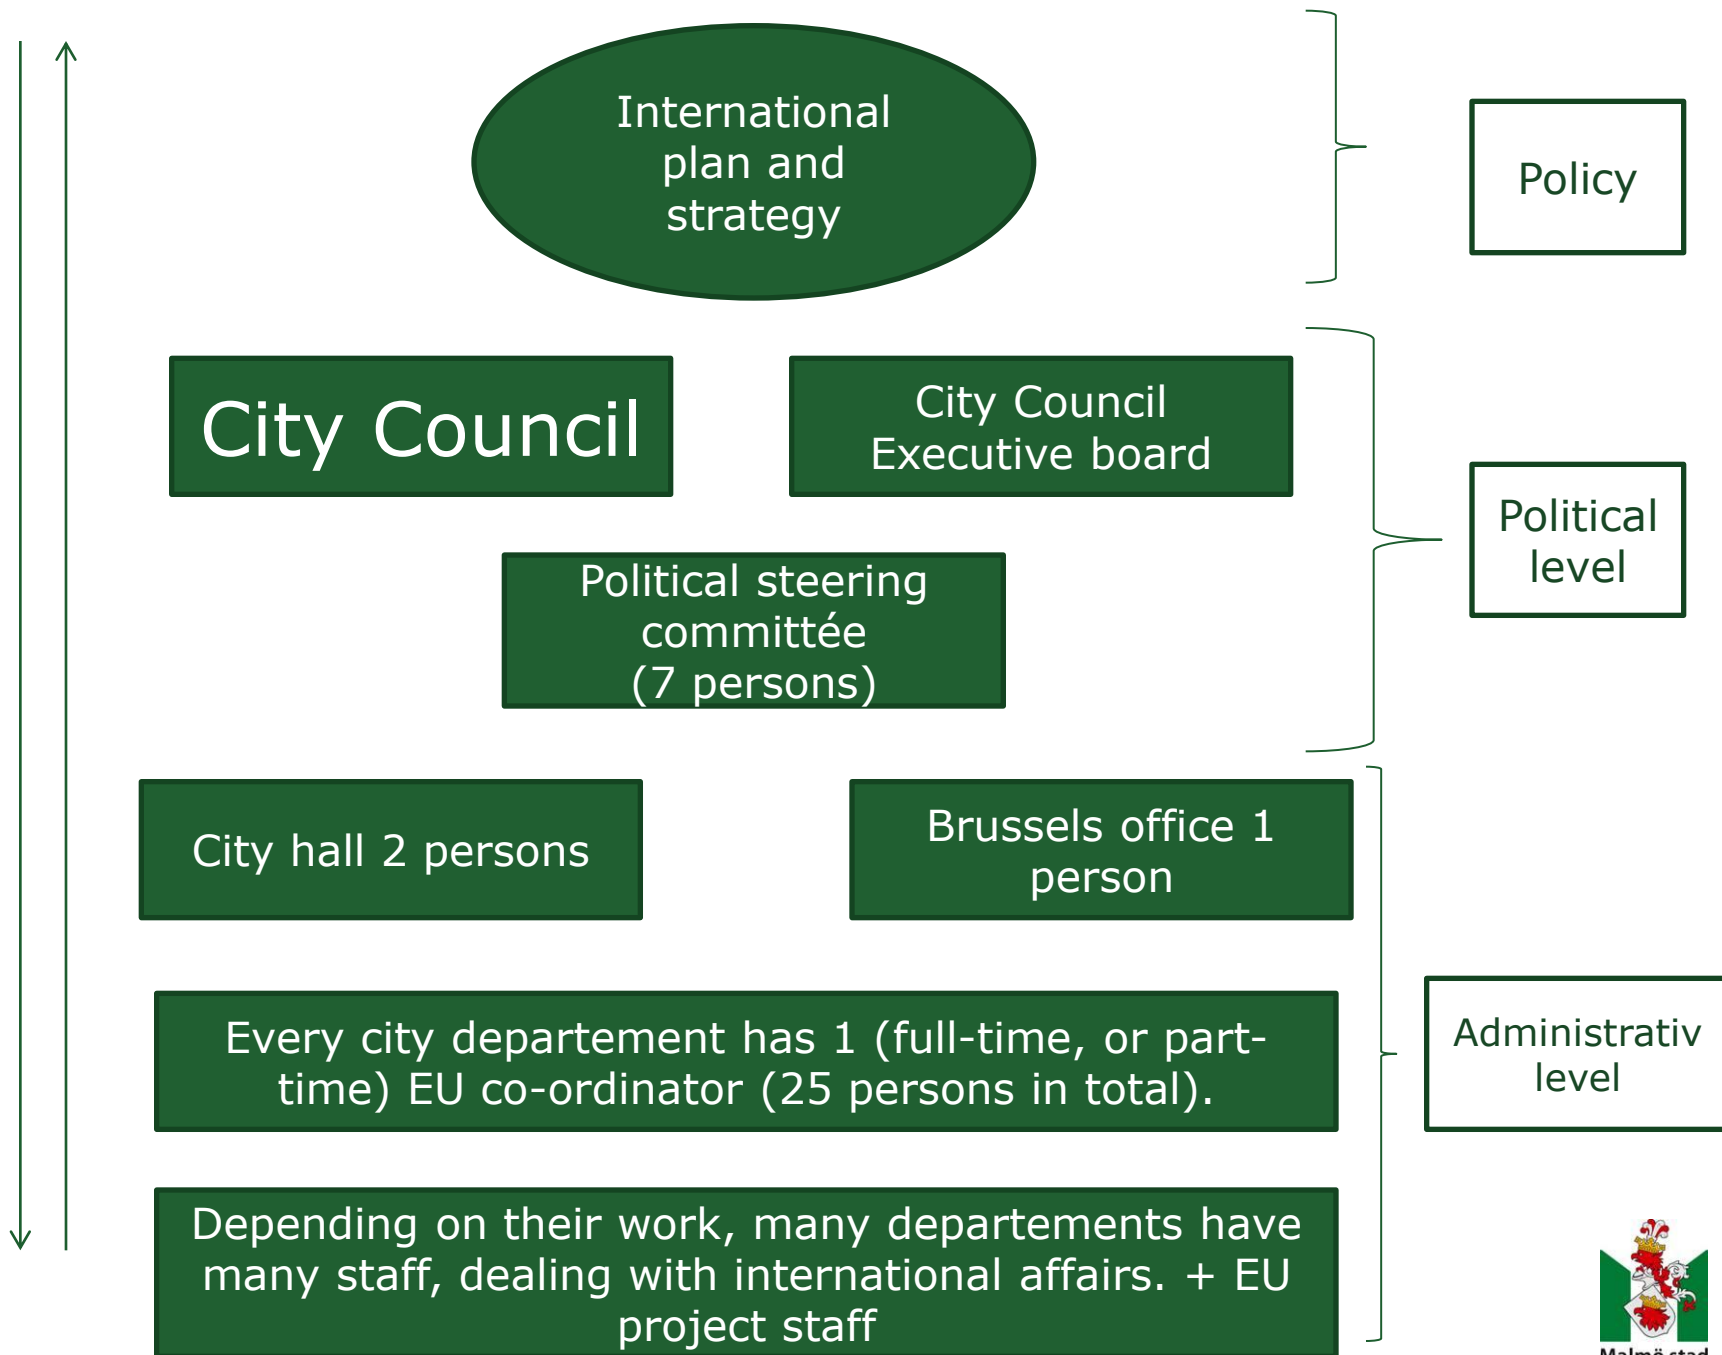 International
plan and
strategy
Policy
City Council
City Council
Executive board
Political
level
Political steering
committée
(7 persons)
City hall 2 persons
Brussels office 1
person
Every city departement has 1 (full-time, or part-
time) EU co-ordinator (25 persons in total).
Administrativ
level
Depending on their work, many departements have
many staff, dealing with international affairs. + EU
project staff
Malmö stad